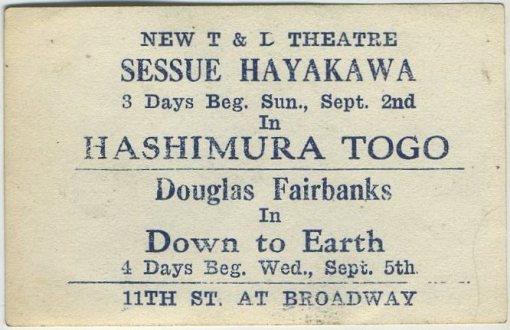 NEW T & L THEATRE
SESSUE HAYAKAWA
3 Days Beg. Sun., Sept. 2nd
In
HASHIMURA TOGO
Douglas Fairbanks
In
Down to Earth
4 Days Beg. Wed., Sept. 5th
11TH ST. AT BROADWAY